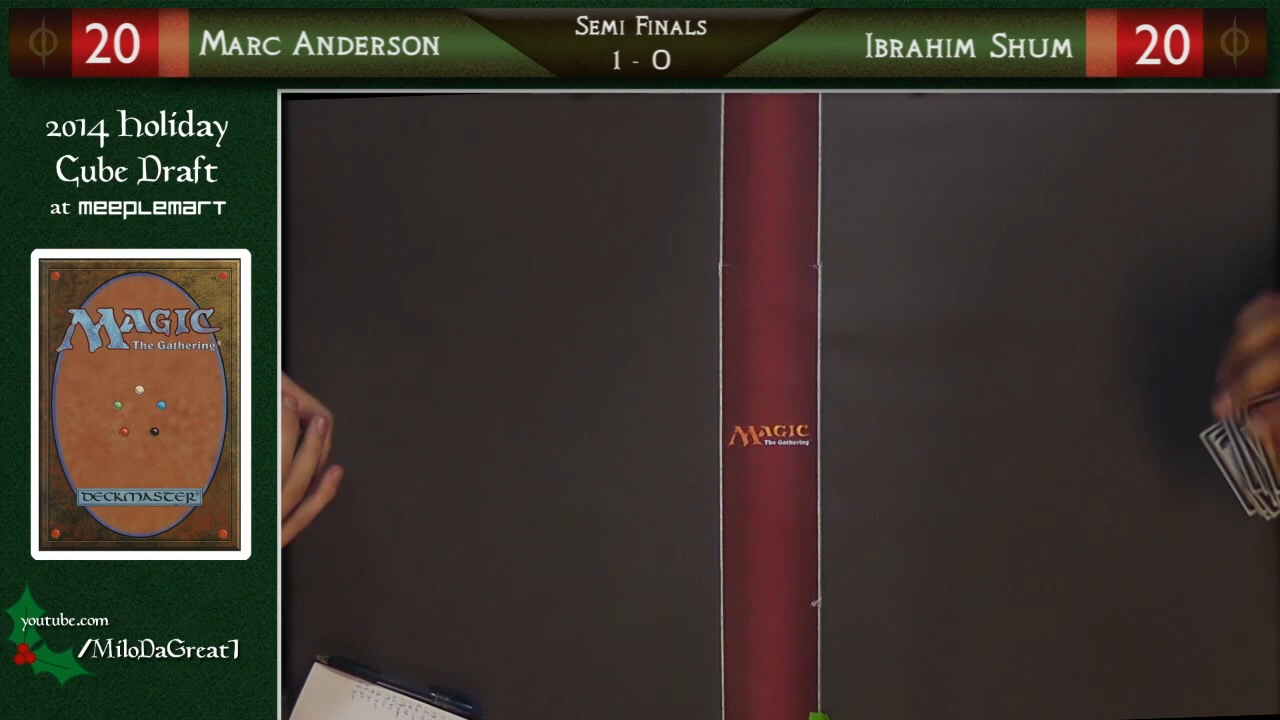 20
Marc Anderson
Semi Finals
1 - 0
Ibrahim Shum
20
2014 Holiday
Cube Draft
at meeplemart
Magic
The Gathering
DECKMASTER
Magic
The Gathering
youtube.com
/MiloDaGreat1